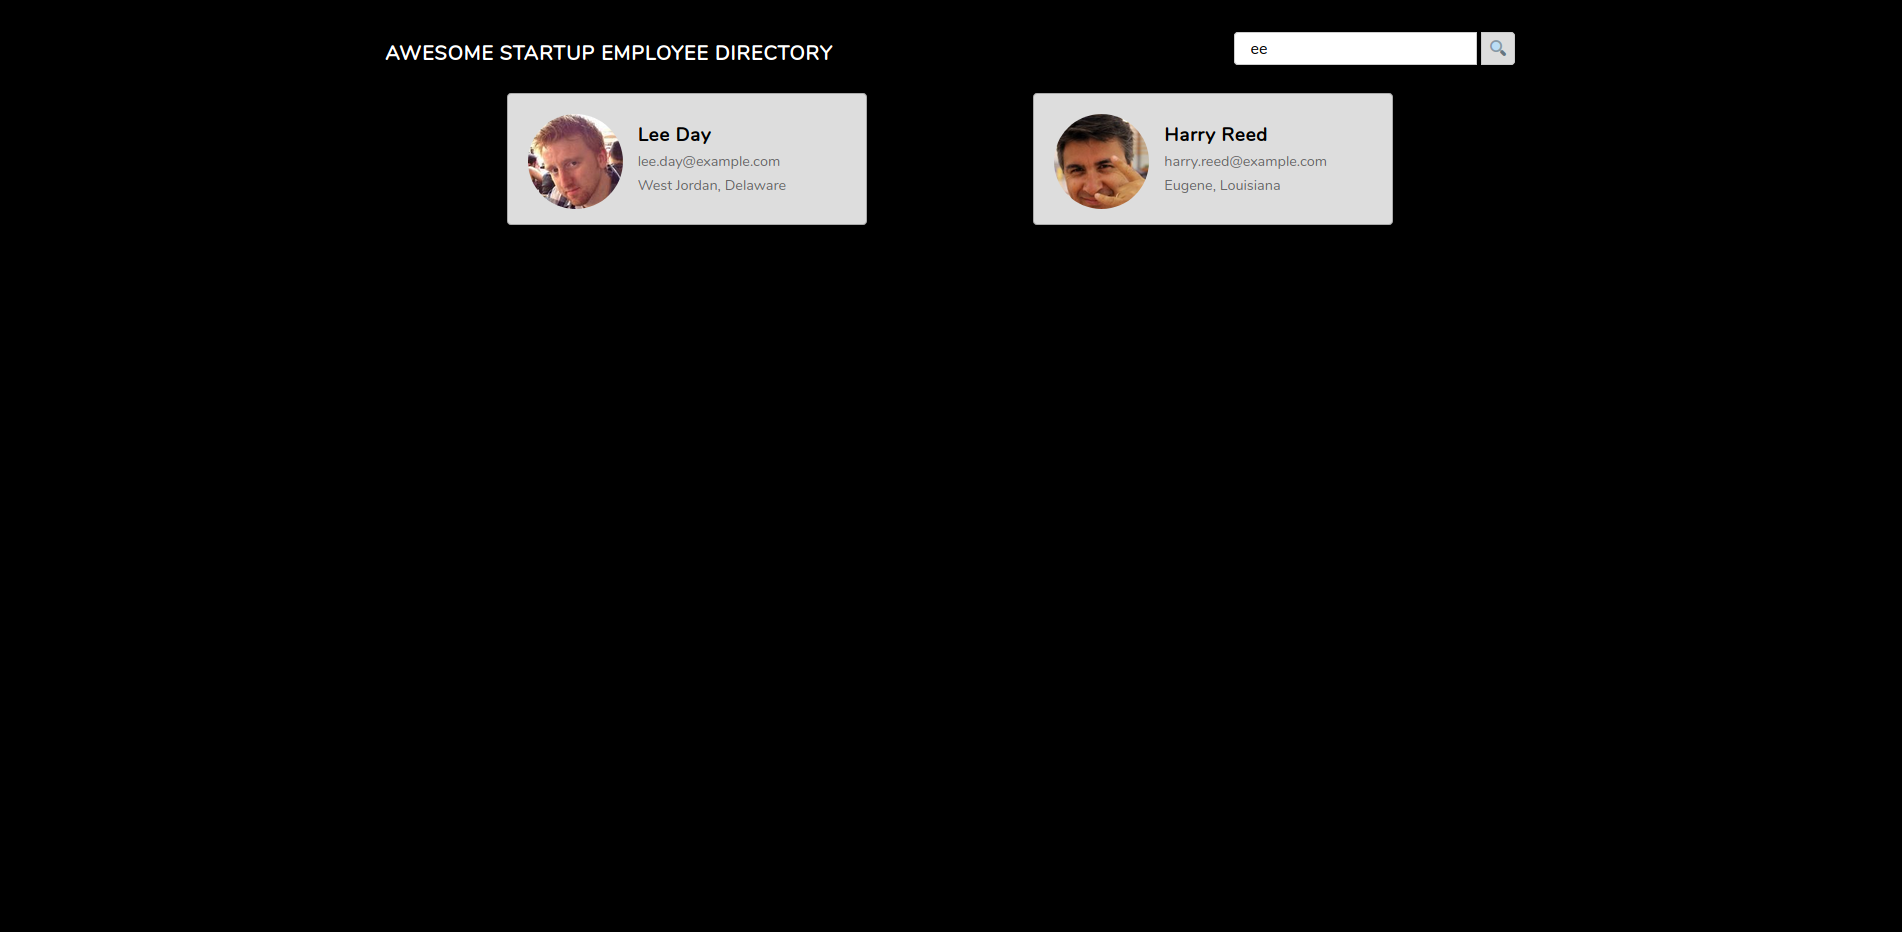 AWESOME STARTUP EMPLOYEE DIRECTORY
ee
Lee Day
lee.day@example.com
West Jordan, Delaware
Harry Reed
harry.reed@example.com
Eugene, Louisiana